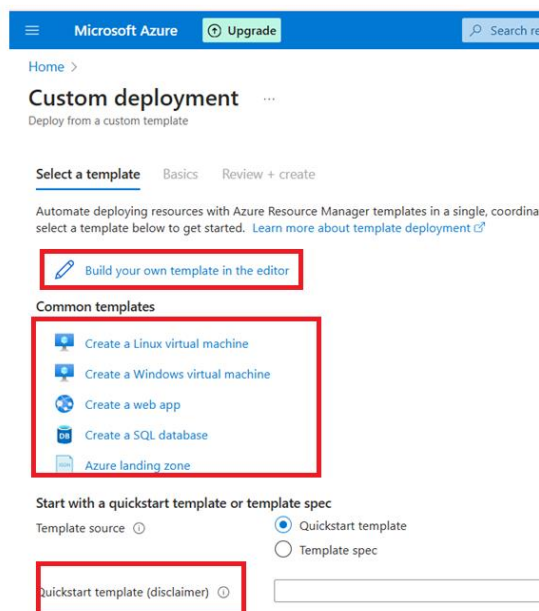 Microsoft Azure
Upgrade
Search re
Home >
Custom deployment ...
Deploy from a custom template
Select a template Basics Review + create
Automate deploying resources with Azure Resource Manager templates in a single, coordina
select a template below to get started. Learn more about template deployment
Build your own template in the editor
Common templates
Create a Linux virtual machine
Create a Windows virtual machine
Create a web app
DB Create a SQL database
Azure landing zone
Start with a quickstart template or template spec
Template source Quickstart template
Template spec
Quickstart template (disclaimer)